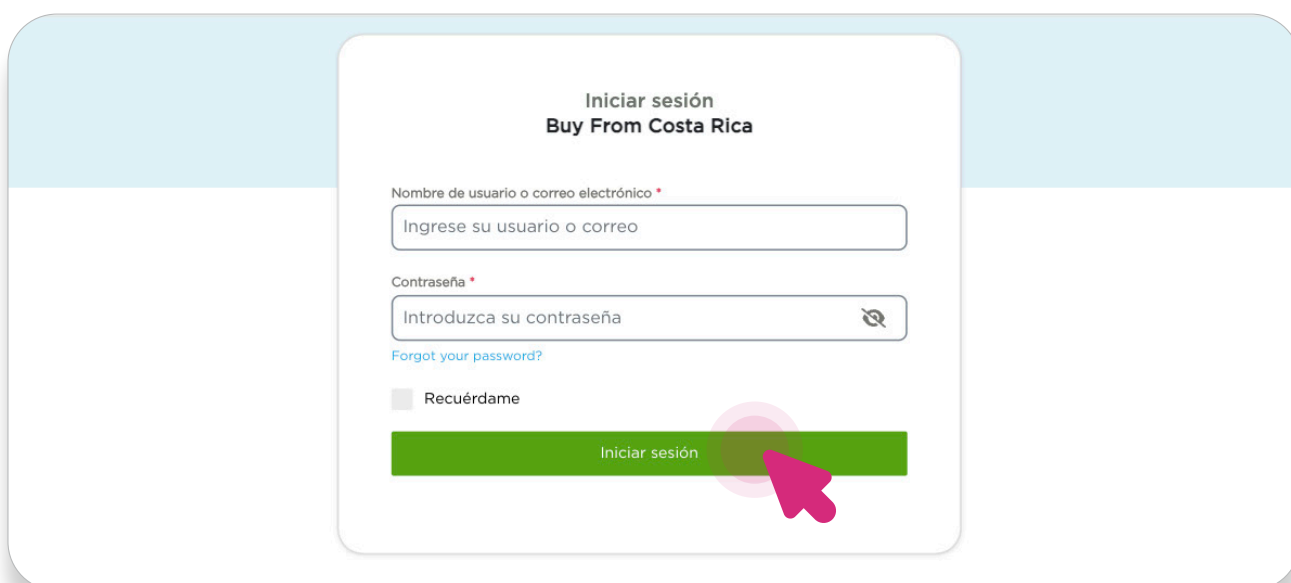 Iniciar sesión
Buy From Costa Rica
Nombre de usuario o correo electrónico *
Ingrese su usuario o correo
Contraseña *
Introduzca su contraseña
Forgot your password?
Recuérdame
Iniciar sesión